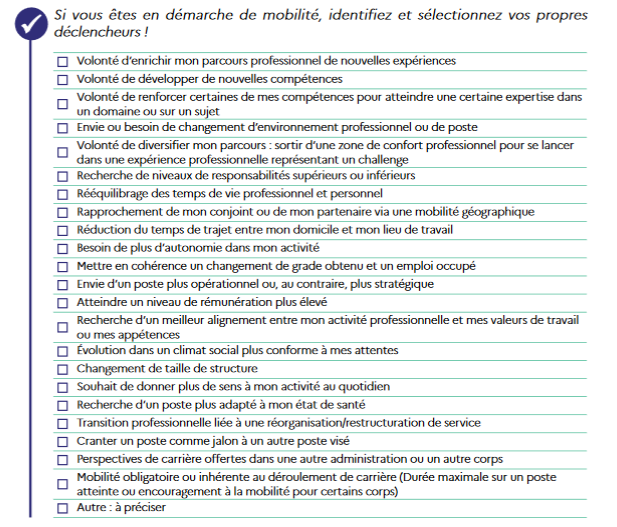 Si vous êtes en démarche de mobilité, identifiez et sélectionnez vos propres
déclencheurs !
Volonté d'enrichir mon parcours professionnel de nouvelles expériences
Volonté de développer de nouvelles compétences
Volonté de renforcer certaines de mes compétences pour atteindre une certaine expertise dans
un domaine ou sur un sujet
Envie ou besoin de changement d'environnement professionnel ou de poste
Volonté de diversifier mon parcours : sortir d'une zone de confort professionnel pour se lancer
dans une expérience professionnelle représentant un challenge
Recherche de niveaux de responsabilités supérieurs ou inférieurs
Rééquilibrage des temps de vie professionnel et personnel
Rapprochement de mon conjoint ou de mon partenaire via une mobilité géographique
Réduction du temps de trajet entre mon domicile et mon lieu de travail
Besoin de plus d'autonomie dans mon activité
Mettre en cohérence un changement de grade obtenu et un emploi occupé
Envie d'un poste plus opérationnel ou, au contraire, plus stratégique
Atteindre un niveau de rémunération plus élevé
Recherche d'un meilleur alignement entre mon activité professionnelle et mes valeurs de travail
ou mes appétences
Évolution dans un climat social plus conforme à mes attentes
Changement de taille de structure
Souhait de donner plus de sens à mon activité au quotidien
Recherche d'un poste plus adapté à mon état de santé
Transition professionnelle liée à une réorganisation/restructuration de service
Cranter un poste comme jalon à un autre poste visé
Perspectives de carrière offertes dans une autre administration ou un autre corps
Mobilité obligatoire ou inhérente au déroulement de carrière (Durée maximale sur un poste
atteinte ou encouragement à la mobilité pour certains corps)
Autre : à préciser